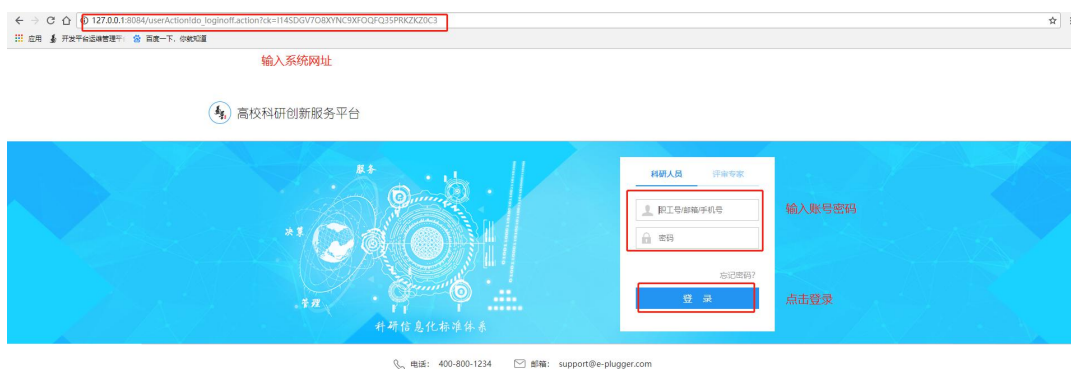 127.0.0.1:8084/userAction!do_loginoff.action?ck=I14SDGV7O8XYNC9XFOQFQ35PRKZKZ0C3
应用 开发平台运维管理平 百度一下,你就知道
输入系统网址
高校科研创新服务平台
服务
决策
管理
科研信息化标准体系
科研人员 评审专家
职工号/邮箱/手机号
密码
输入账号密码
忘记密码?
登 录
点击登录
电话: 400-800-1234 邮箱: support@e-plugger.com